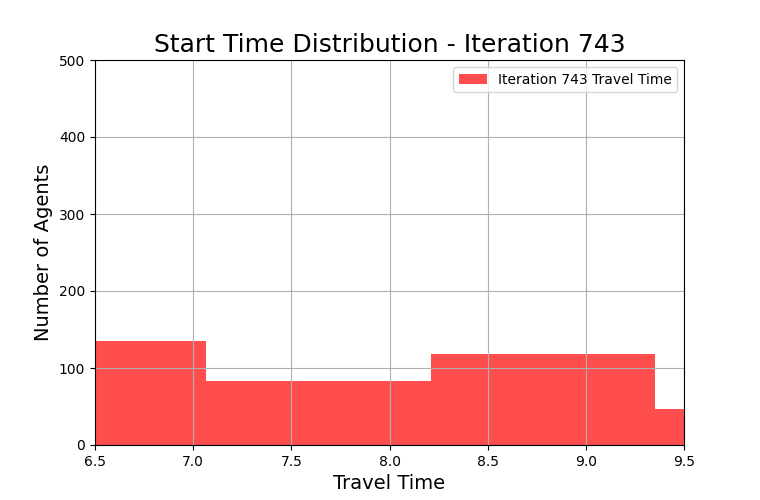 Start Time Distribution - Iteration 743
500
400
300
200
100
0
Number of Agents
Iteration 743 Travel Time
6.5 7.0 7.5 8.0 8.5 9.0 9.5
Travel Time